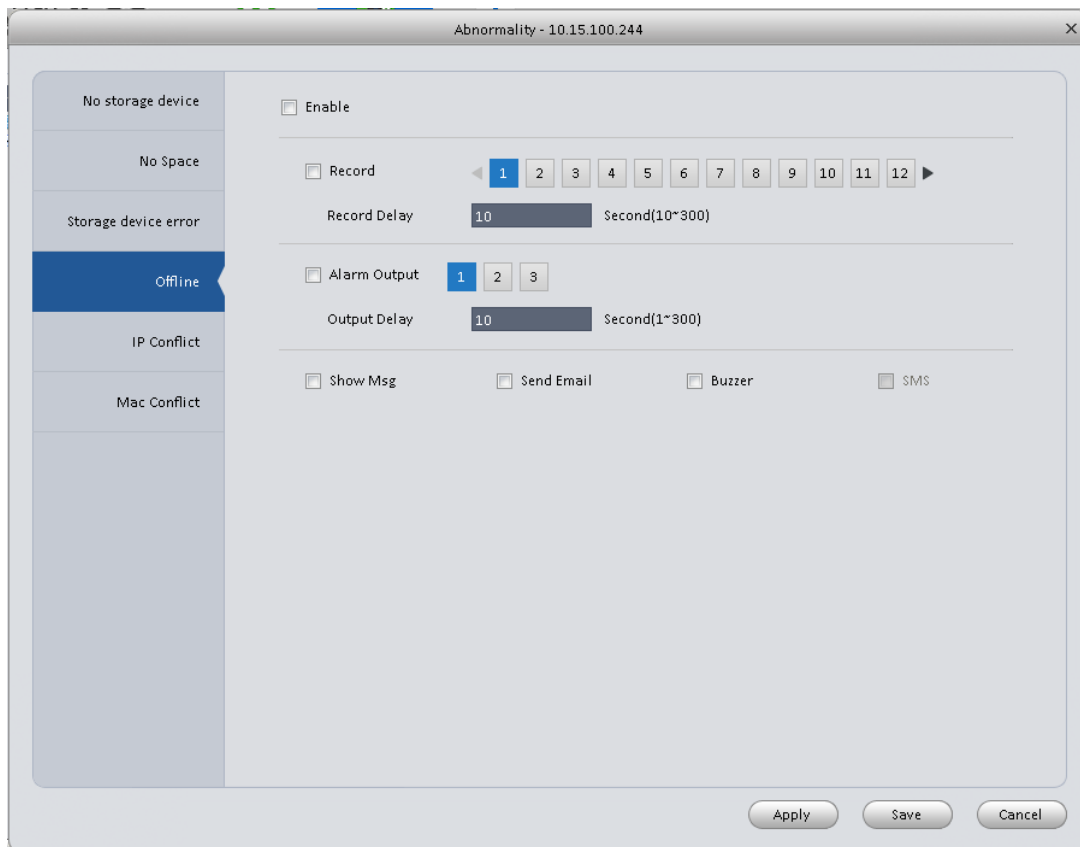 Abnormality - 10.15.100.244
No storage device
No Space
Storage device error
Offline
IP Conflict
Mac Conflict
Enable
Record 1 2 3 4 5 6 7 8 9 10 11 12
Record Delay 10 Second(10~300)
Alarm Output 1 2 3
Output Delay 10 Second(1~300)
Show Msg Send Email Buzzer SMS
Apply Save Cancel